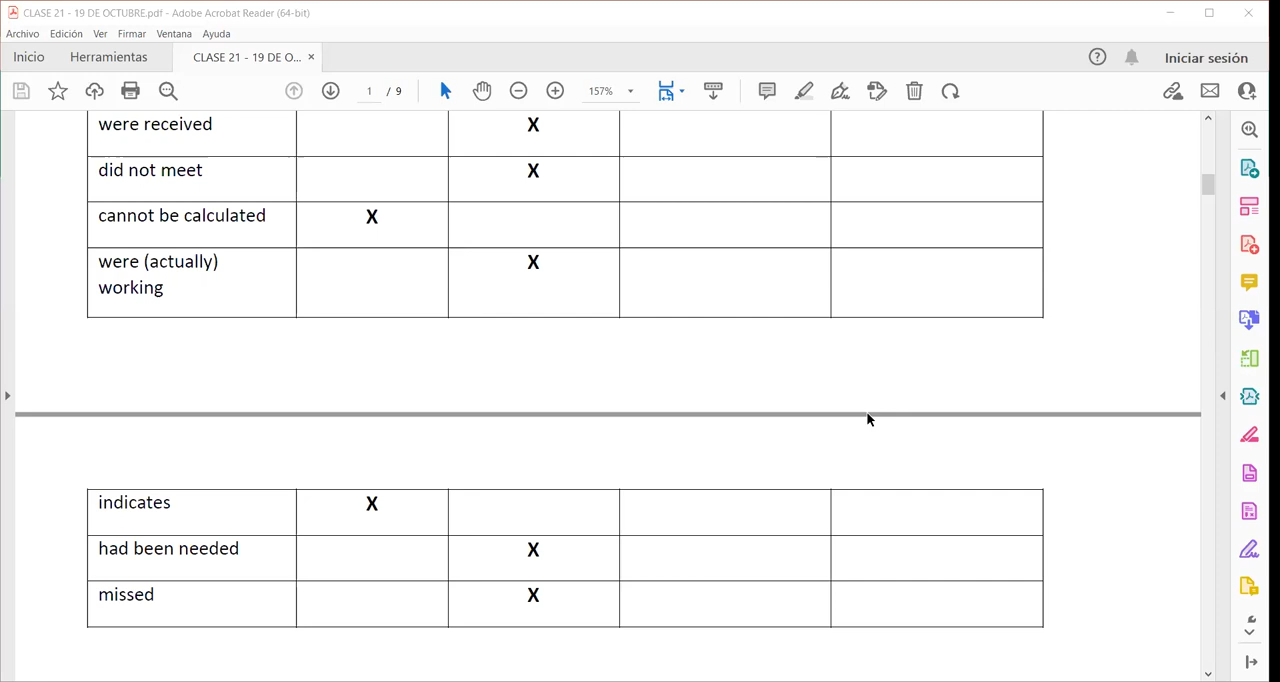 CLASE 21 - 19 DE OCTUBRE.pdf - Adobe Acrobat Reader (64-bit)
Archivo Edición Ver Firmar Ventana Ayuda
Inicio Herramientas CLASE 21 - 19 DE O... × Iniciar sesión
1 / 9 157%
were received X
did not meet X
cannot be calculated X
were (actually) X
working
indicates X
had been needed X
missed X